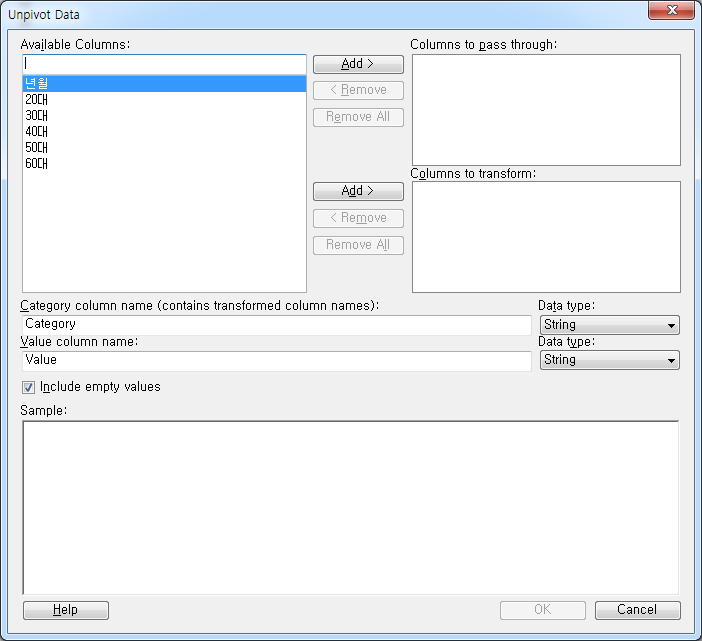 Unpivot Data
Available Columns:
년월
20대
30대
40대
50대
60대
Add >
< Remove
Remove All
Columns to pass through:
Add >
< Remove
Remove All
Columns to transform:
Category column name (contains transformed column names):
Data type:
Category
String
Value column name:
Data type:
Value
String
Include empty values
Sample:
Help
OK
Cancel